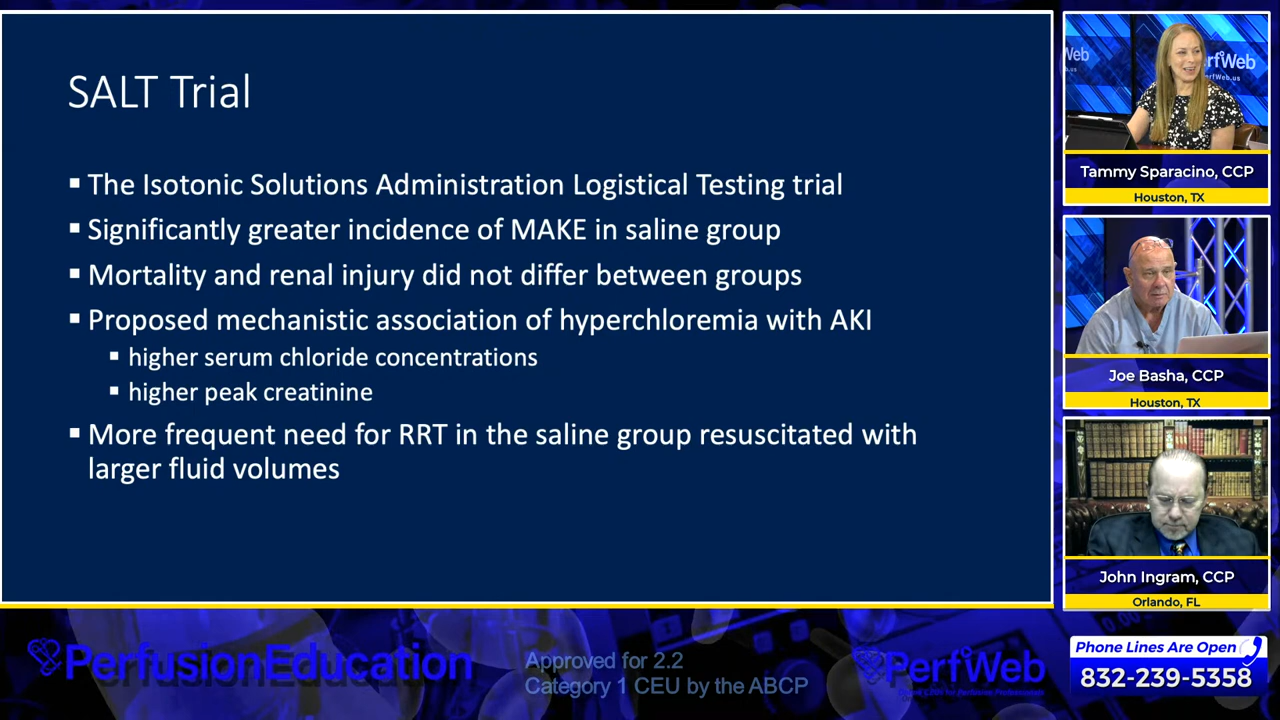 SALT Trial
▪ The Isotonic Solutions Administration Logistical Testing trial
▪ Significantly greater incidence of MAKE in saline group
▪ Mortality and renal injury did not differ between groups
▪ Proposed mechanistic association of hyperchloremia with AKI
▪ higher serum chloride concentrations
▪ higher peak creatinine
▪ More frequent need for RRT in the saline group resuscitated with
larger fluid volumes
Web
erfWeb
rfWeb.us
Tammy Sparacino, CCP
Houston, TX
Joe Basha, CCP
Houston, TX
John Ingram, CCP
Orlando, FL
PerfusionEducation
Approved for 2.2
Category 1 CEU by the ABCP
PerfWeb
Phone Lines Are Open
832-239-5358